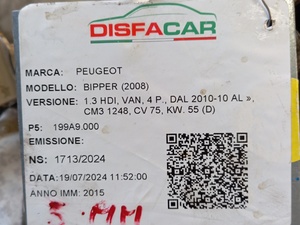 DISFACAR
MARCA: PEUGEOT
MODELLO: BIPPER (2008)
VERSIONE: 1.3 HDI, VAN, 4 P., DAL 2010-10 AL »,
CM3 1248, CV 75, KW. 55 (D)
P5: 199A9.000
EMISSIONE:
NS: 1713/2024
DATA: 19/07/2024 11:52:00
ANNO IMM: 2015
5.MM